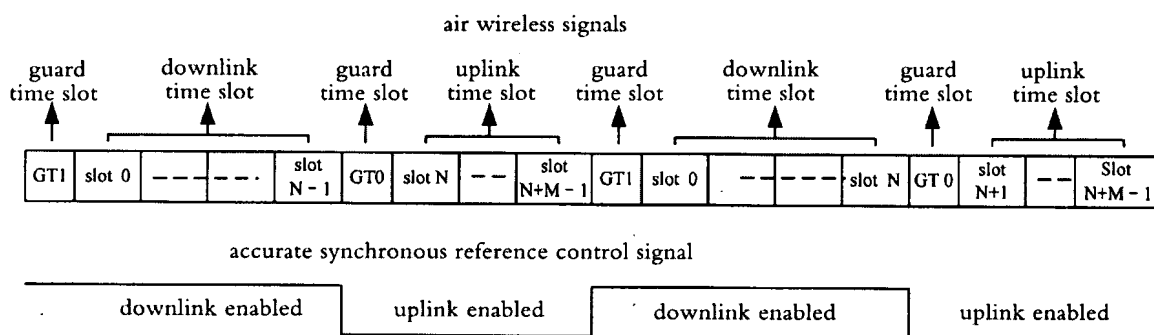 air wireless signals
guard time slot
downlink time slot
guard time slot
uplink time slot
guard time slot
downlink time slot
guard time slot
uplink time slot
GT1 slot 0 slot N - 1 GT0 slot N slot N+M - 1 GT1 slot 0 slot N GT 0 slot N+1 Slot N+M - 1
accurate synchronous reference control signal
downlink enabled uplink enabled downlink enabled uplink enabled